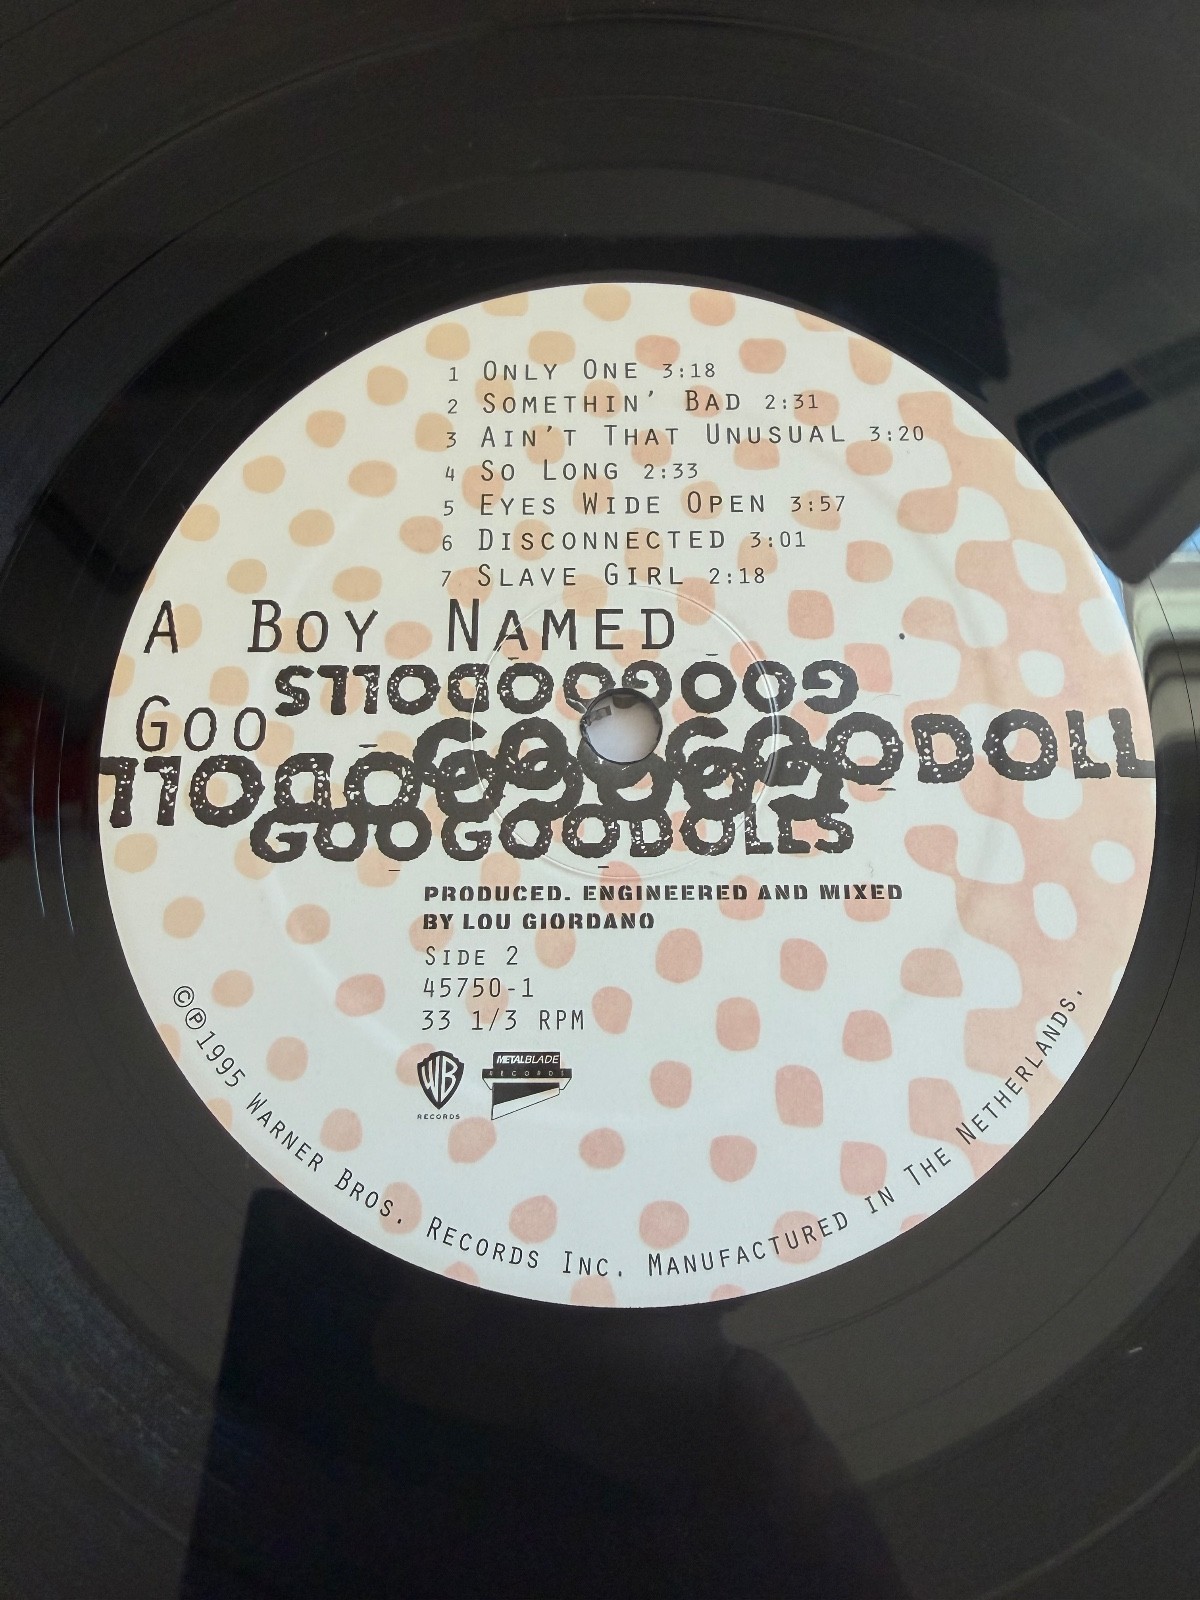 1 Only One 3:18
2 Somethin' Bad 2:31
3 Ain't That Unusual 3:20
4 So Long 2:33
5 Eyes Wide Open 3:57
6 Disconnected 3:01
7 Slave Girl 2:18
A Boy Named
GOOGOODOLLS
Goo
GOOGOODOLL
GOOGOODOLL
GOOGOODOLLS
PRODUCED. ENGINEERED AND MIXED
BY LOU GIORDANO
Side 2
45750-1
33 1/3 RPM
WB
RECORDS
METALBLADE
RECORDS
©℗1995 Warner Bros. Records Inc. Manufactured in The Netherlands.